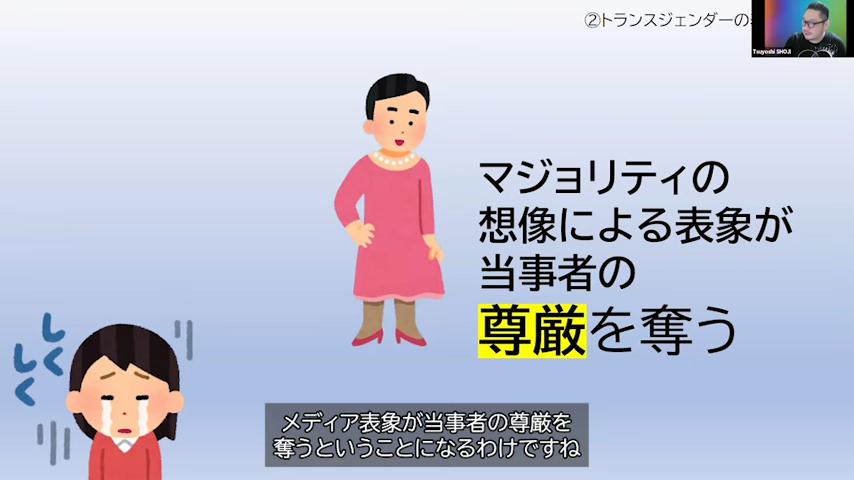 ②トランスジェンダーの
Tsuyoshi SHOJI
マジョリティの
想像による表象が
当事者の
尊厳を奪う
しく
しく
メディア表象が当事者の尊厳を
奪うということになるわけですね